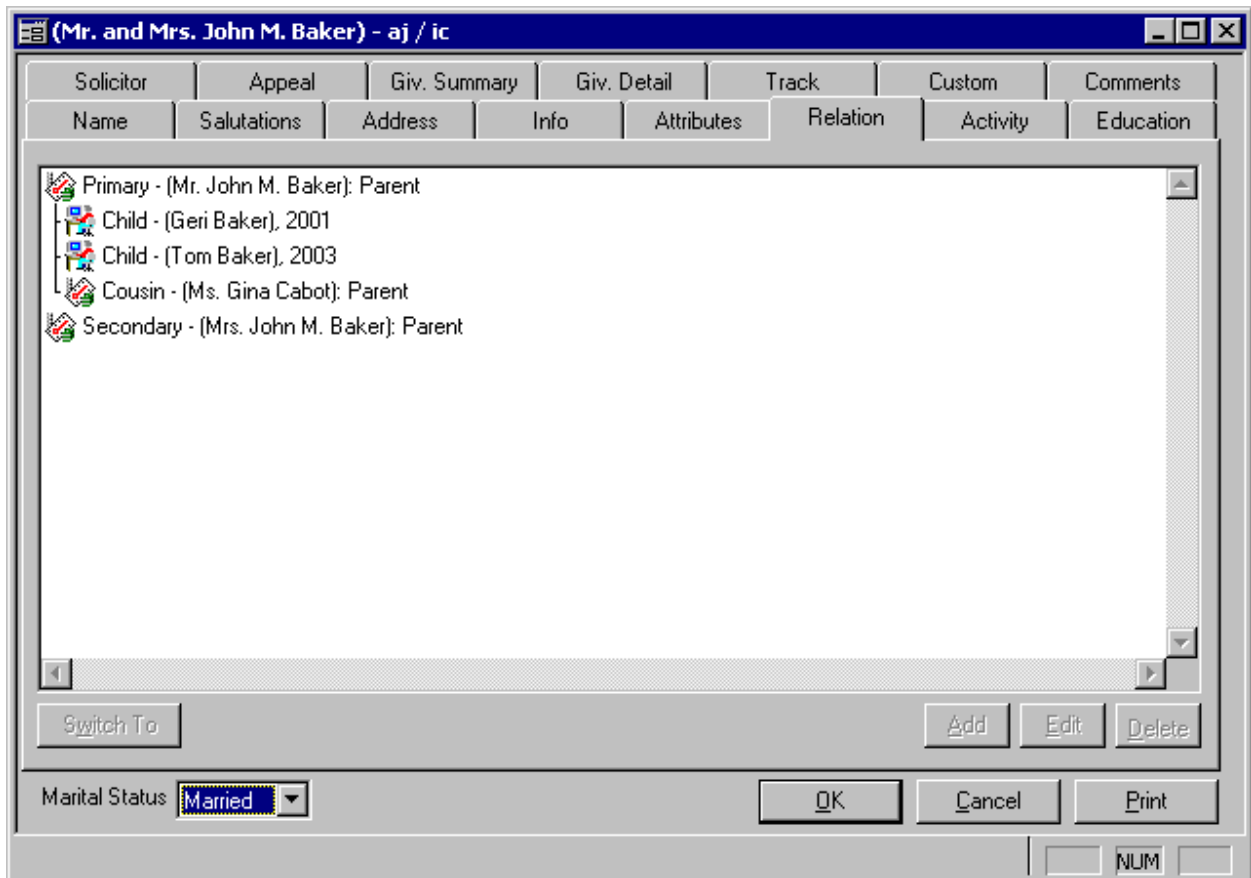 (Mr. and Mrs. John M. Baker) - aj / ic
Solicitor Appeal Giv. Summary Giv. Detail Track Custom Comments
Name Salutations Address Info Attributes Relation Activity Education
Primary - (Mr. John M. Baker): Parent
Child - (Geri Baker), 2001
Child - (Tom Baker), 2003
Cousin - (Ms. Gina Cabot): Parent
Secondary - (Mrs. John M. Baker): Parent
Switch To Add Edit Delete
Marital Status Married OK Cancel Print
NUM